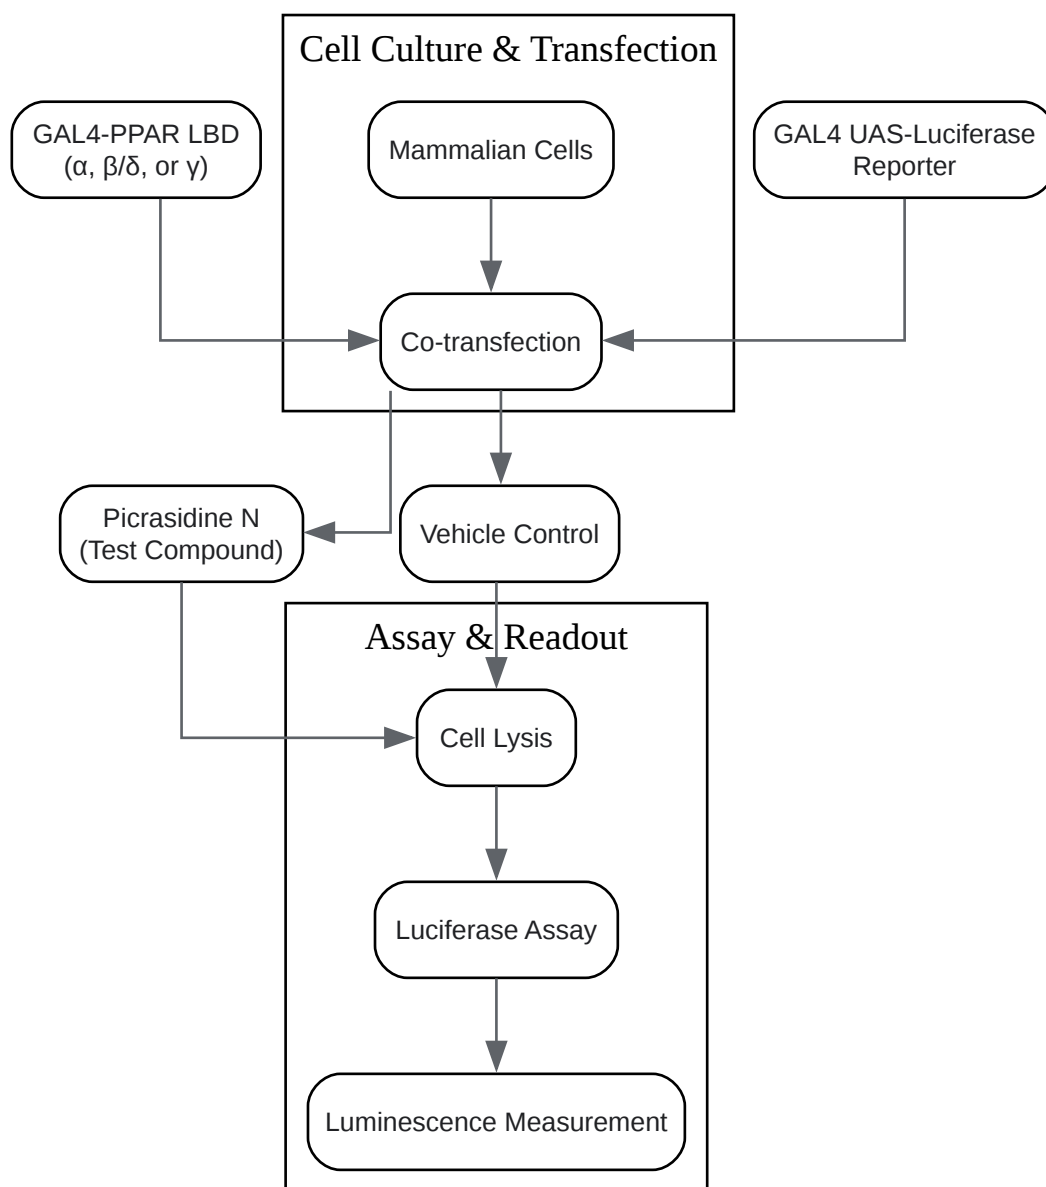 Cell Culture & Transfection
GAL4-PPAR LBD
(α, β/δ, or γ)
Mammalian Cells
GAL4 UAS-Luciferase
Reporter
Co-transfection
Picrasidine N
(Test Compound)
Vehicle Control
Assay & Readout
Cell Lysis
Luciferase Assay
Luminescence Measurement